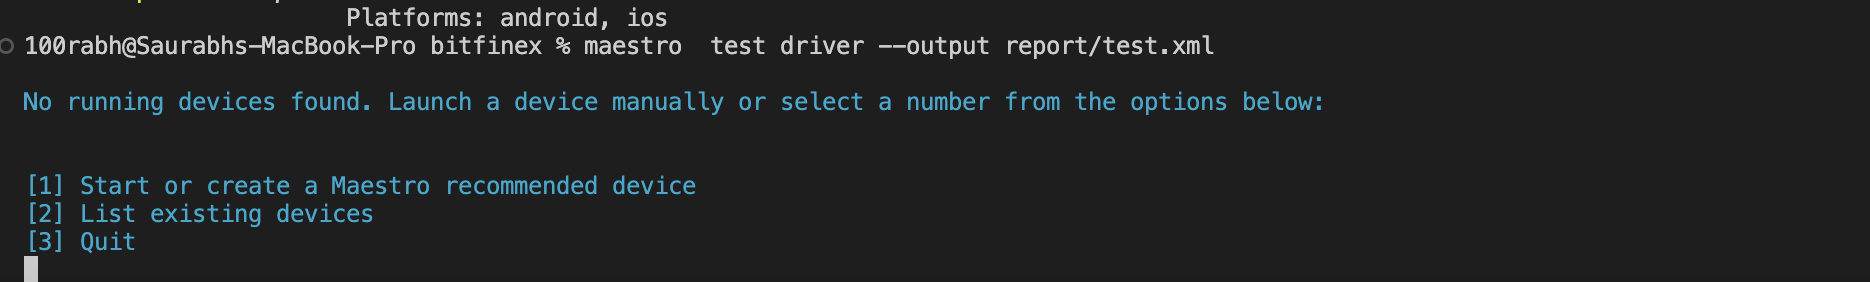 Platforms: android, ios
100rabh@Saurabhs-MacBook-Pro bitfinex % maestro  test driver --output report/test.xml
No running devices found. Launch a device manually or select a number from the options below:
[1] Start or create a Maestro recommended device
[2] List existing devices
[3] Quit